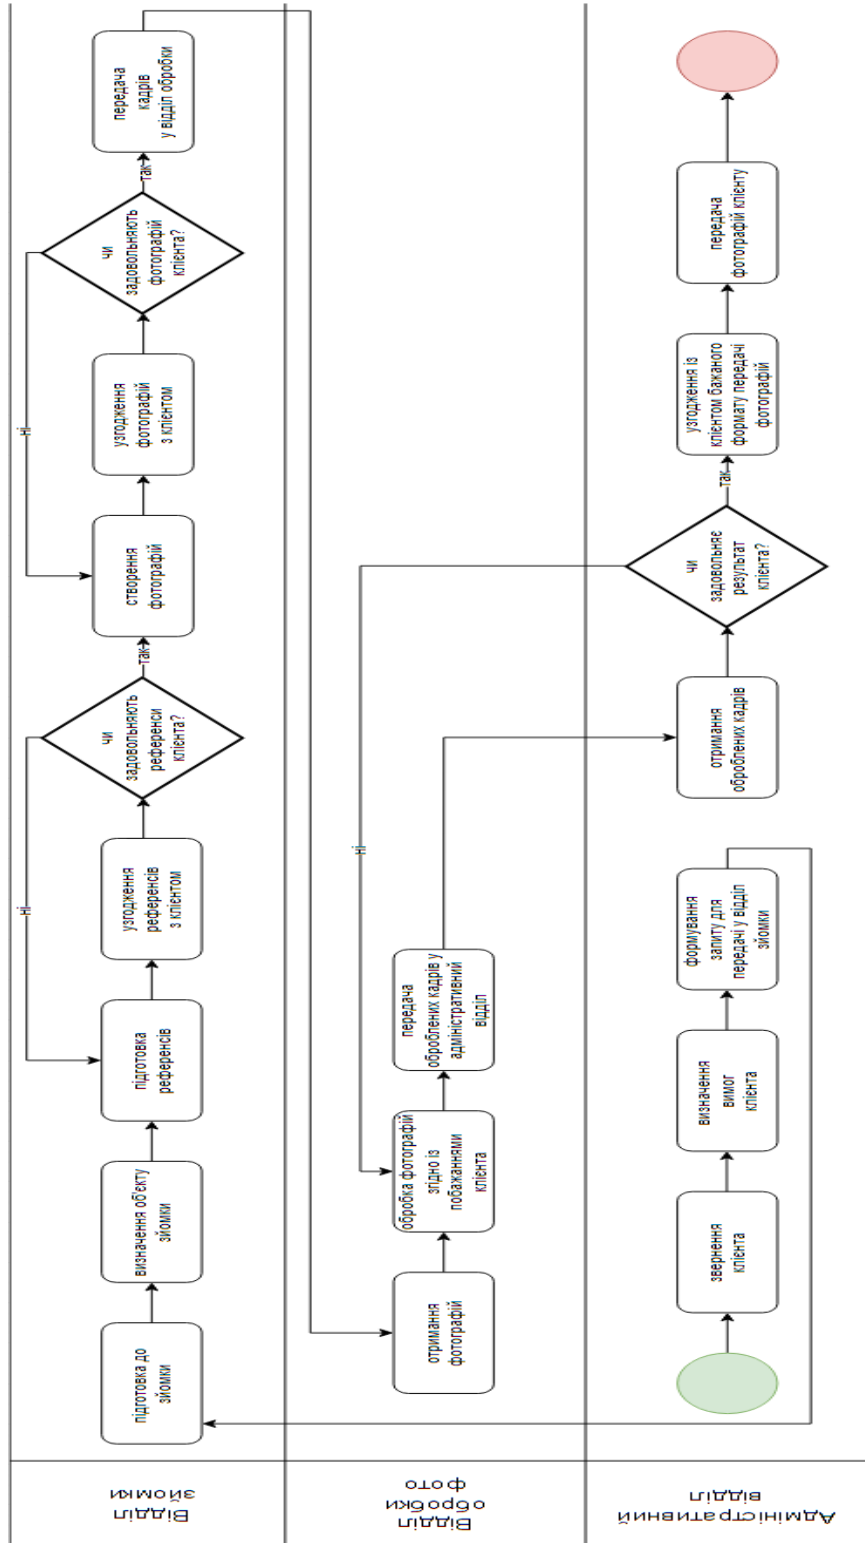 Відділ
зйомки
підготовка до
зйомки
визначення об'єкту
зйомки
підготовка
референсів
узгодження
референсів
з клієнтом
чи
задовольняють
референси
клієнта?
ні
так
створення
фотографій
узгодження
фотографій
з клієнтом
чи
задовольняють
фотографій
клієнта?
ні
так
передача
кадрів
у відділ обробки
Відділ
обробки
фото
отримання
фотографій
обробка фотографій
згідно із
побажаннями
клієнта
передача
оброблених кадрів у
адміністративний
відділ
ні
Адміністративний
відділ
звернення
клієнта
визначення
вимог
клієнта
формування
запиту для
передачі у відділ
зйомки
отримання
оброблених кадрів
чи
задовольняє
результат
клієнта?
так
узгодження із
клієнтом бажаного
формату передачі
фотографій
передача
фотографій клієнту